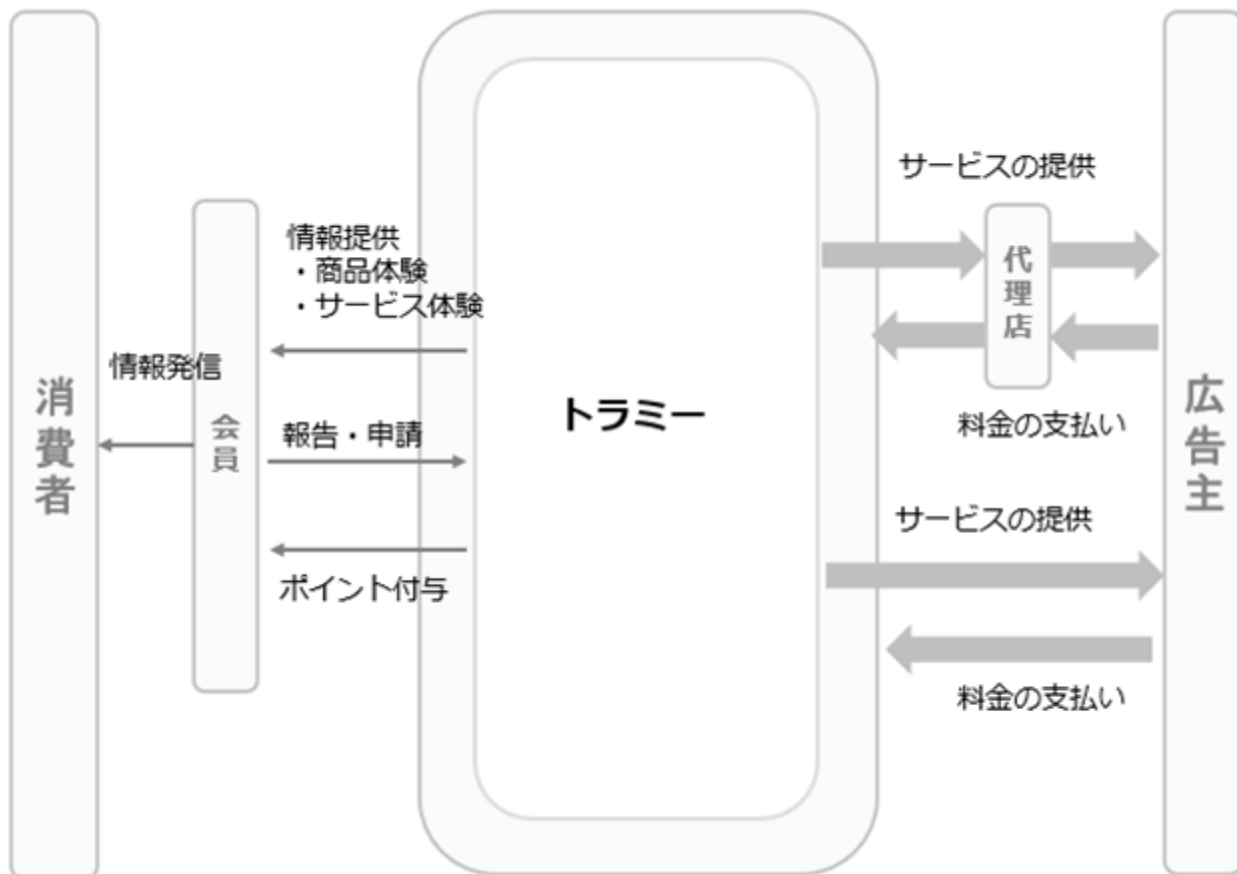 消費者
情報発信
会員
情報提供
・商品体験
・サービス体験
報告・申請
ポイント付与
トラミー
サービスの提供
代理店
料金の支払い
サービスの提供
料金の支払い
広告主